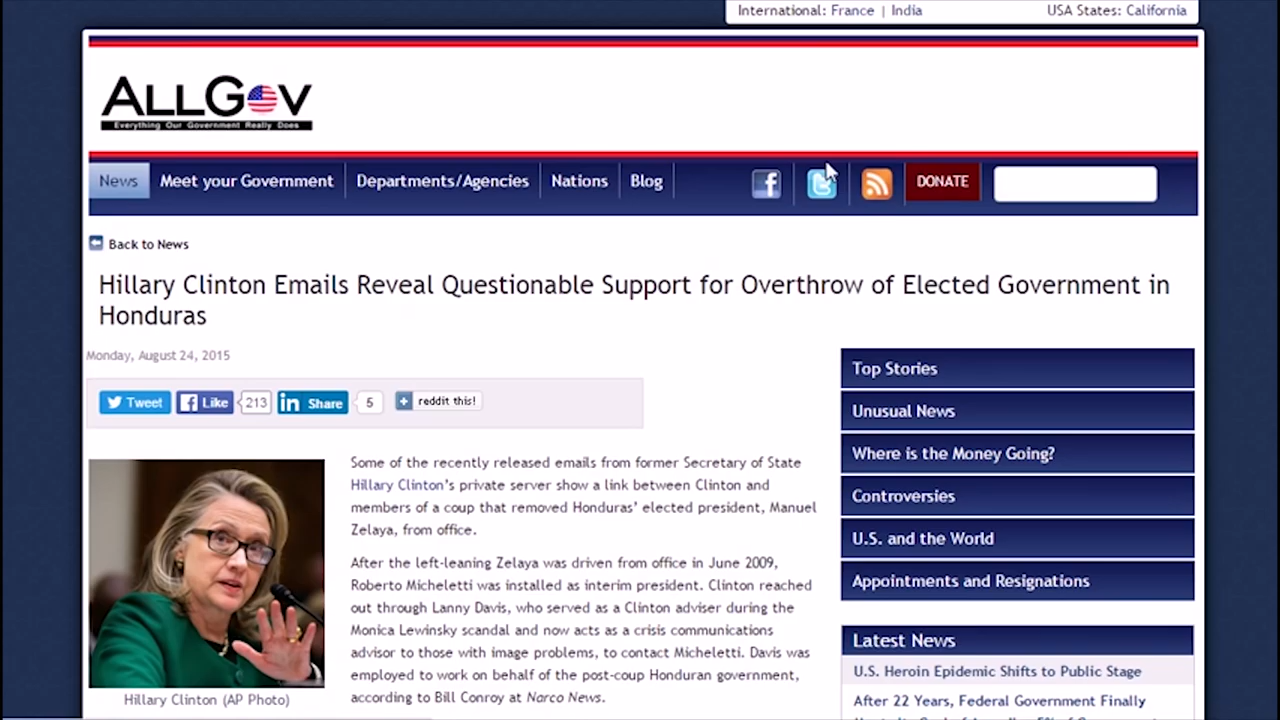 International: France | India
USA States: California
ALLGOV
Everything Our Government Really Does
News
Meet your Government
Departments/Agencies
Nations
Blog
DONATE
Back to News
Hillary Clinton Emails Reveal Questionable Support for Overthrow of Elected Government in
Honduras
Monday, August 24, 2015
Tweet
Like
213
in Share
5
reddit this!
Some of the recently released emails from former Secretary of State
Hillary Clinton's private server show a link between Clinton and
members of a coup that removed Honduras' elected president, Manuel
Zelaya, from office.
After the left-leaning Zelaya was driven from office in June 2009,
Roberto Micheletti was installed as interim president. Clinton reached
out through Lanny Davis, who served as a Clinton adviser during the
Monica Lewinsky scandal and now acts as a crisis communications
advisor to those with image problems, to contact Micheletti. Davis was
employed to work on behalf of the post-coup Honduran government,
according to Bill Conroy at Narco News.
Hillary Clinton (AP Photo)
Top Stories
Unusual News
Where is the Money Going?
Controversies
U.S. and the World
Appointments and Resignations
Latest News
U.S. Heroin Epidemic Shifts to Public Stage
After 22 Years, Federal Government Finally